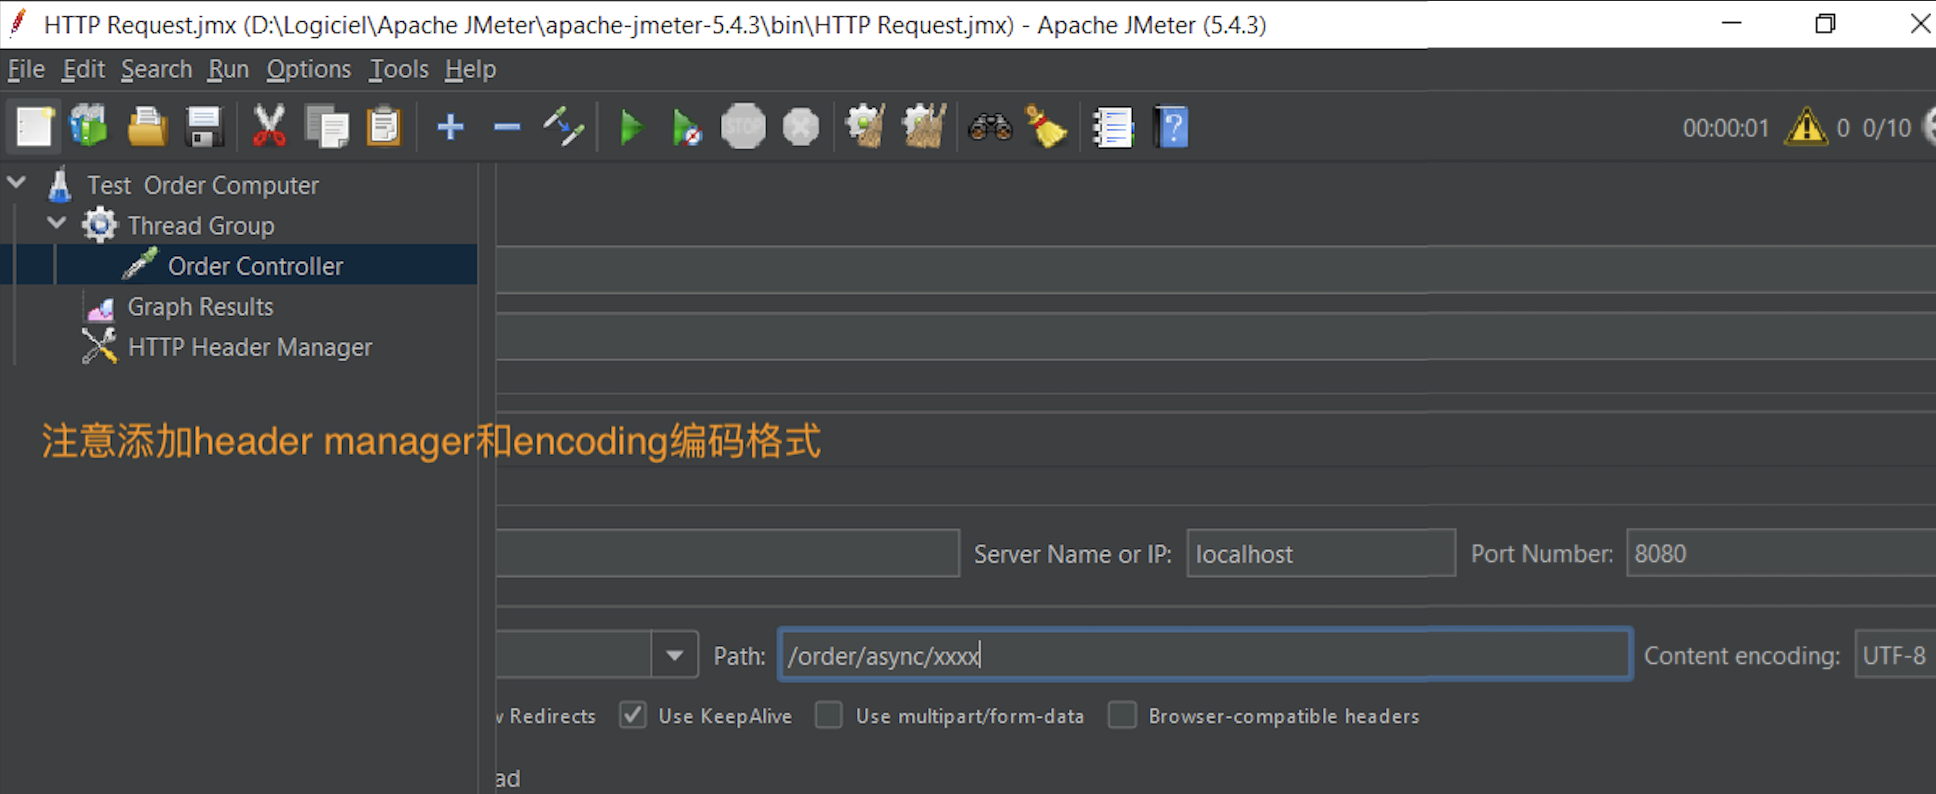 HTTP Request.jmx (D:\Logiciel\Apache JMeter\apache-jmeter-5.4.3\bin\HTTP Request.jmx) - Apache JMeter (5.4.3)
File Edit Search Run Options Tools Help
STOP 00:00:01 0 0/10
Test Order Computer
Thread Group
Order Controller
Graph Results
HTTP Header Manager
注意添加header manager和encoding编码格式
Server Name or IP: localhost Port Number: 8080
Path: /order/async/xxxx Content encoding: UTF-8
Redirects Use KeepAlive Use multipart/form-data Browser-compatible headers